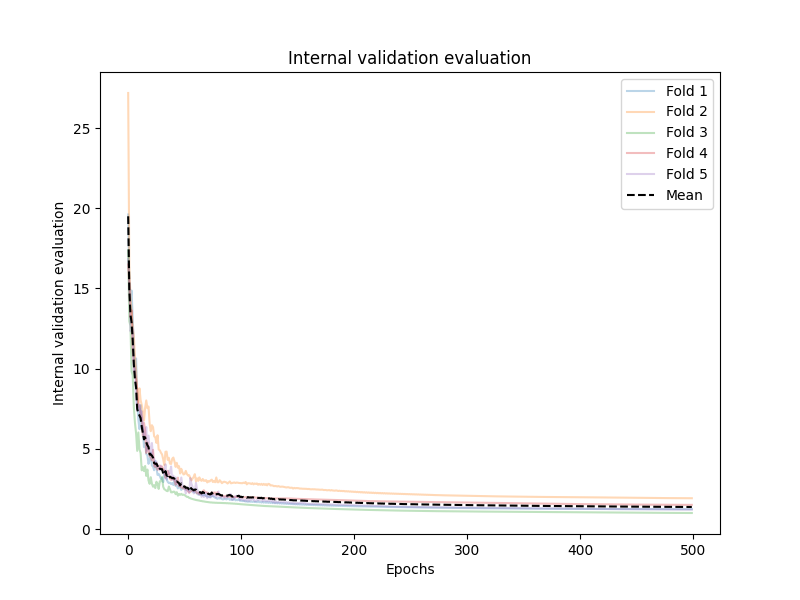 Internal validation evaluation
Fold 1
Fold 2
Fold 3
Fold 4
Fold 5
Mean
Internal validation evaluation
25
20
15
10
5
0
0 100 200 300 400 500
Epochs